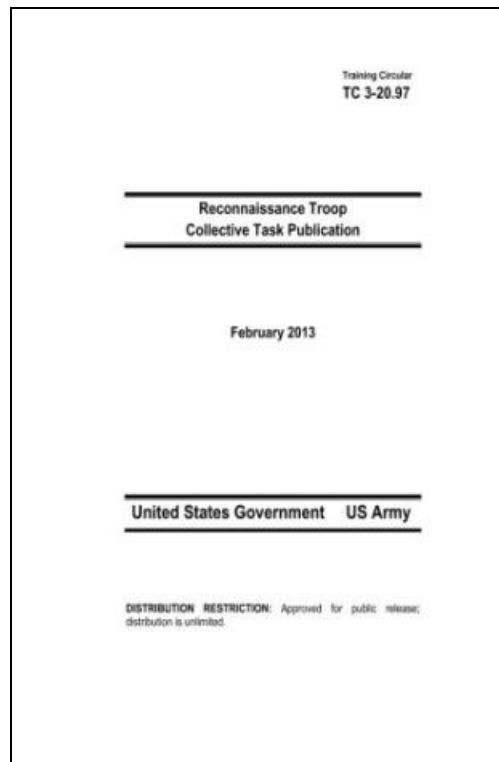 Training Circular
TC 3-20.97
Reconnaissance Troop
Collective Task Publication
February 2013
United States Government US Army
DISTRIBUTION RESTRICTION: Approved for public release;
distribution is unlimited.